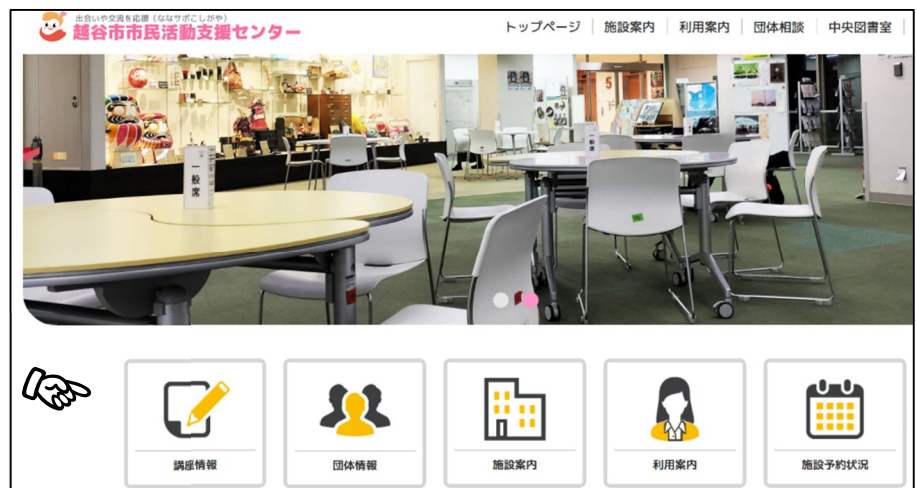 出会いや交流を応援（ななサポこしがや）
越谷市市民活動支援センター
トップページ
施設案内
利用案内
団体相談
中央図書室
一般席
5
講座情報
団体情報
施設案内
利用案内
施設予約状況